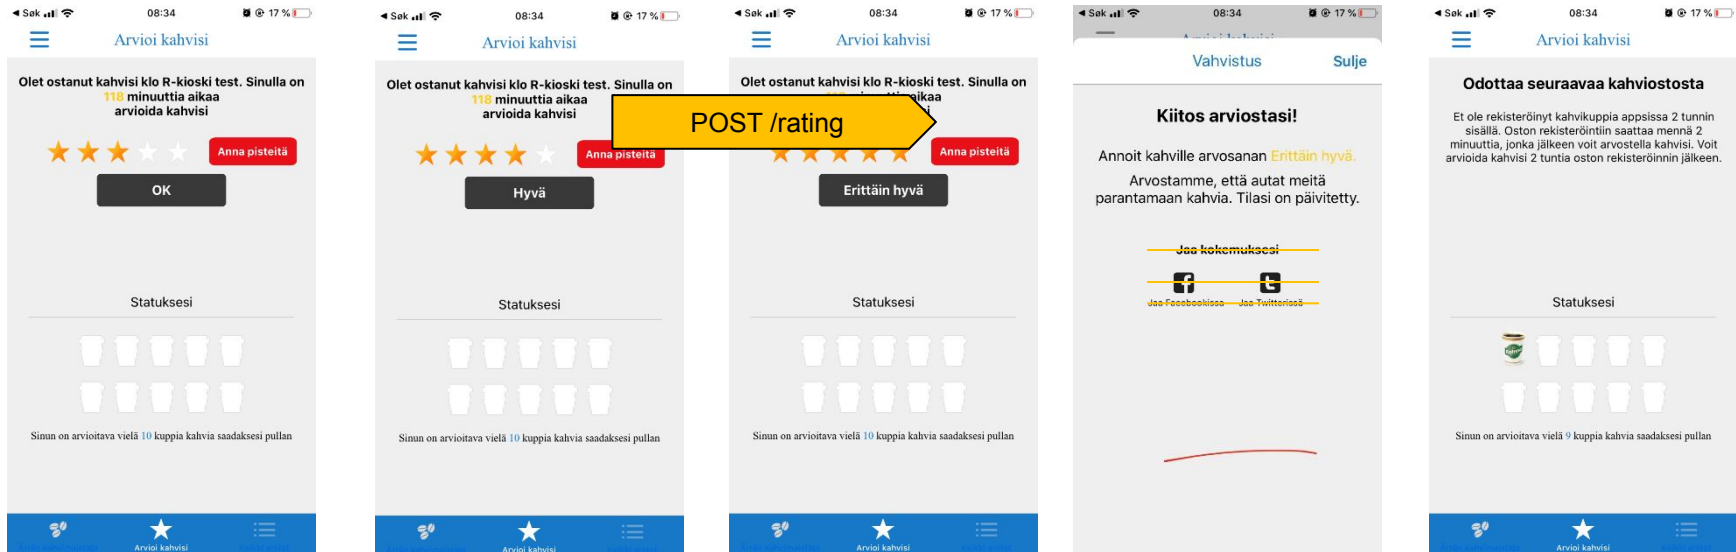 Søk
08:34
17 %
Arvioi kahvisi
Olet ostanut kahvisi klo R-kioski test. Sinulla on
118 minuuttia aikaa
arvioida kahvisi
Anna pisteitä
OK
Statuksesi
Sinun on arvioitava vielä 10 kuppia kahvia saadaksesi pullan
Arvioi kahvisi
Søk
08:34
17 %
Arvioi kahvisi
Olet ostanut kahvisi klo R-kioski test. Sinulla on
118 minuuttia aikaa
arvioida kahvisi
Anna pisteitä
Hyvä
Statuksesi
Sinun on arvioitava vielä 10 kuppia kahvia saadaksesi pullan
Arvioi kahvisi
POST /rating
Søk
08:34
17 %
Arvioi kahvisi
Olet ostanut kahvisi klo R-kioski test. Sinulla on
aikaa
Anna pisteitä
Erittäin hyvä
Statuksesi
Sinun on arvioitava vielä 10 kuppia kahvia saadaksesi pullan
Arvioi kahvisi
Søk
08:34
17 %
Vahvistus
Sulje
Kiitos arviostasi!
Annoit kahville arvosanan Erittäin hyvä.
Arvostamme, että autat meitä
parantamaan kahvia. Tilasi on päivitetty.
Jaa kokemuksesi
Jaa Facebookissa
Jaa Twitterissä
Søk
08:34
17 %
Arvioi kahvisi
Odottaa seuraavaa kahviostosta
Et ole rekisteröinyt kahvikuppia appsissa 2 tunnin
sisällä. Oston rekisteröintiin saattaa mennä 2
minuuttia, jonka jälkeen voit arvostella kahvisi. Voit
arvioida kahvisi 2 tuntia oston rekisteröinnin jälkeen.
Statuksesi
Sinun on arvioitava vielä 9 kuppia kahvia saadaksesi pullan
Arvioi kahvisi